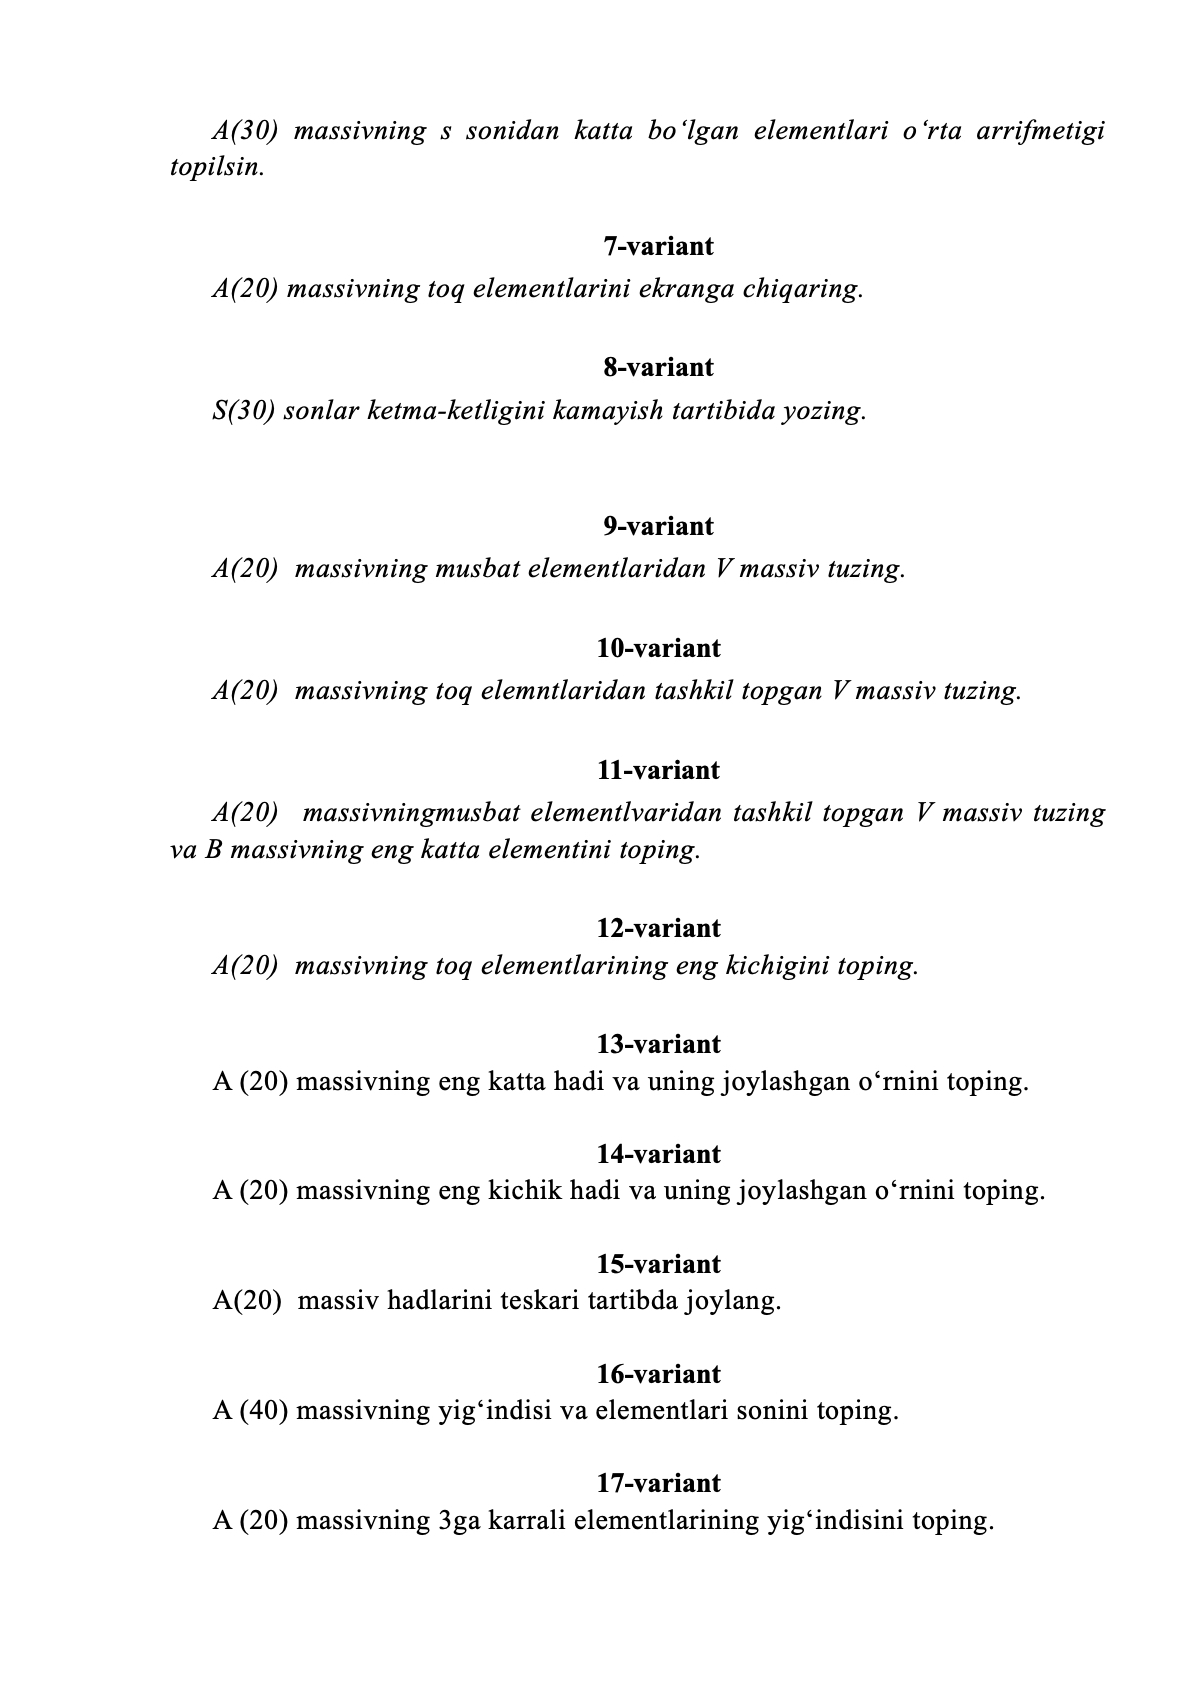 A(30) massivning s sonidan katta bo‘lgan elementlari o‘rta arrifmetigi
topilsin.
7-variant
A(20) massivning toq elementlarini ekranga chiqaring.
8-variant
S(30) sonlar ketma-ketligini kamayish tartibida yozing.
9-variant
A(20) massivning musbat elementlaridan V massiv tuzing.
10-variant
A(20) massivning toq elemntlaridan tashkil topgan V massiv tuzing.
11-variant
A(20) massivningmusbat elementlvaridan tashkil topgan V massiv tuzing
va B massivning eng katta elementini toping.
12-variant
A(20) massivning toq elementlarining eng kichigini toping.
13-variant
A (20) massivning eng katta hadi va uning joylashgan o‘rnini toping.
14-variant
A (20) massivning eng kichik hadi va uning joylashgan o‘rnini toping.
15-variant
A(20) massiv hadlarini teskari tartibda joylang.
16-variant
A (40) massivning yig‘indisi va elementlari sonini toping.
17-variant
A (20) massivning 3ga karrali elementlarining yig‘indisini toping.